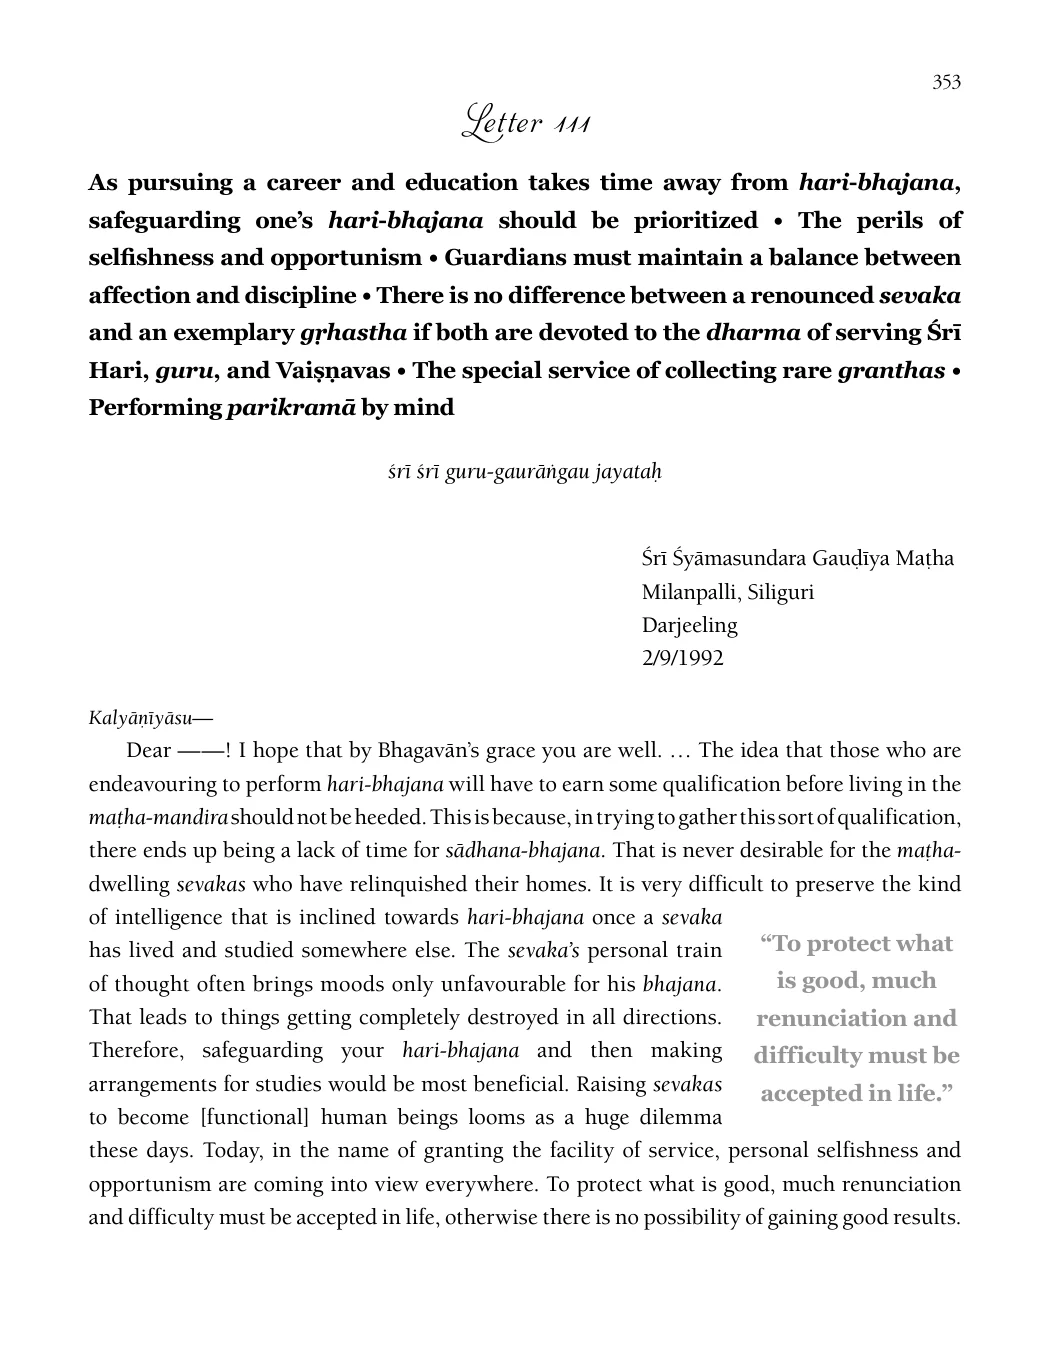 353
Letter 111
As pursuing a career and education takes time away from hari-bhajana,
safeguarding one’s hari-bhajana should be prioritized • The perils of
selfishness and opportunism • Guardians must maintain a balance between
affection and discipline • There is no difference between a renounced sevaka
and an exemplary gṛhastha if both are devoted to the dharma of serving Śrī
Hari, guru, and Vaiṣṇavas • The special service of collecting rare granthas •
Performing parikramā by mind
śrī śrī guru-gaurāṅgau jayataḥ
Śrī Śyāmasundara Gauḍīya Maṭha
Milanpalli, Siliguri
Darjeeling
2/9/1992
Kalyāṇīyāsu—
Dear ——! I hope that by Bhagavān’s grace you are well. … The idea that those who are
endeavouring to perform hari-bhajana will have to earn some qualification before living in the
maṭha-mandira should not be heeded. This is because, in trying to gather this sort of qualification,
there ends up being a lack of time for sādhana-bhajana. That is never desirable for the maṭha-
dwelling sevakas who have relinquished their homes. It is very difficult to preserve the kind
of intelligence that is inclined towards hari-bhajana once a sevaka
has lived and studied somewhere else. The sevaka’s personal train
of thought often brings moods only unfavourable for his bhajana.
That leads to things getting completely destroyed in all directions.
Therefore, safeguarding your hari-bhajana and then making
arrangements for studies would be most beneficial. Raising sevakas
to become [functional] human beings looms as a huge dilemma
these days. Today, in the name of granting the facility of service, personal selfishness and
opportunism are coming into view everywhere. To protect what is good, much renunciation
and difficulty must be accepted in life, otherwise there is no possibility of gaining good results.
“To protect what
is good, much
renunciation and
difficulty must be
accepted in life.”